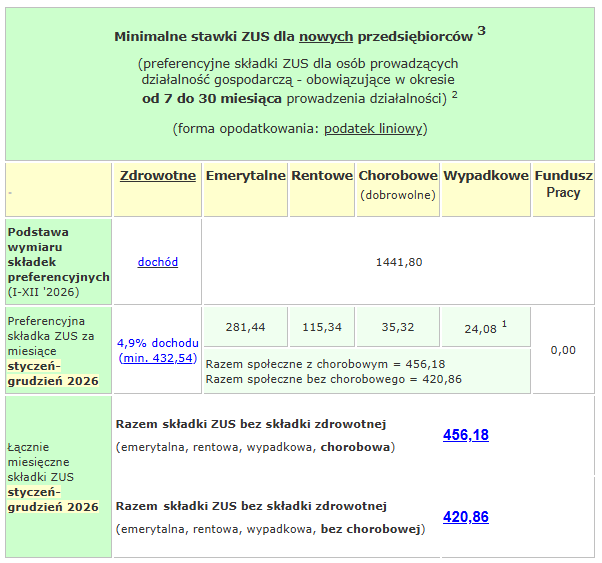 Minimalne stawki ZUS dla nowych przedsiębiorców 3
(preferencyjne składki ZUS dla osób prowadzących
działalność gospodarczą - obowiązujące w okresie
od 7 do 30 miesiąca prowadzenia działalności) 2
(forma opodatkowania: podatek liniowy)
- Zdrowotne Emerytalne Rentowe Chorobowe (dobrowolne) Wypadkowe Fundusz Pracy
Podstawa
wymiaru
składek
preferencyjnych
(I-XII '2026)
dochód
1441,80
Preferencyjna
składka ZUS za
miesiące
styczeń-
grudzień 2026
4,9% dochodu
(min. 432,54)
281,44 115,34 35,32 24,08 1
Razem społeczne z chorobowym = 456,18
Razem społeczne bez chorobowego = 420,86
0,00
Łącznie
miesięczne
składki ZUS
styczeń-
grudzień 2026
Razem składki ZUS bez składki zdrowotnej
(emerytalna, rentowa, wypadkowa, chorobowa)
456,18
Razem składki ZUS bez składki zdrowotnej
(emerytalna, rentowa, wypadkowa, bez chorobowej)
420,86